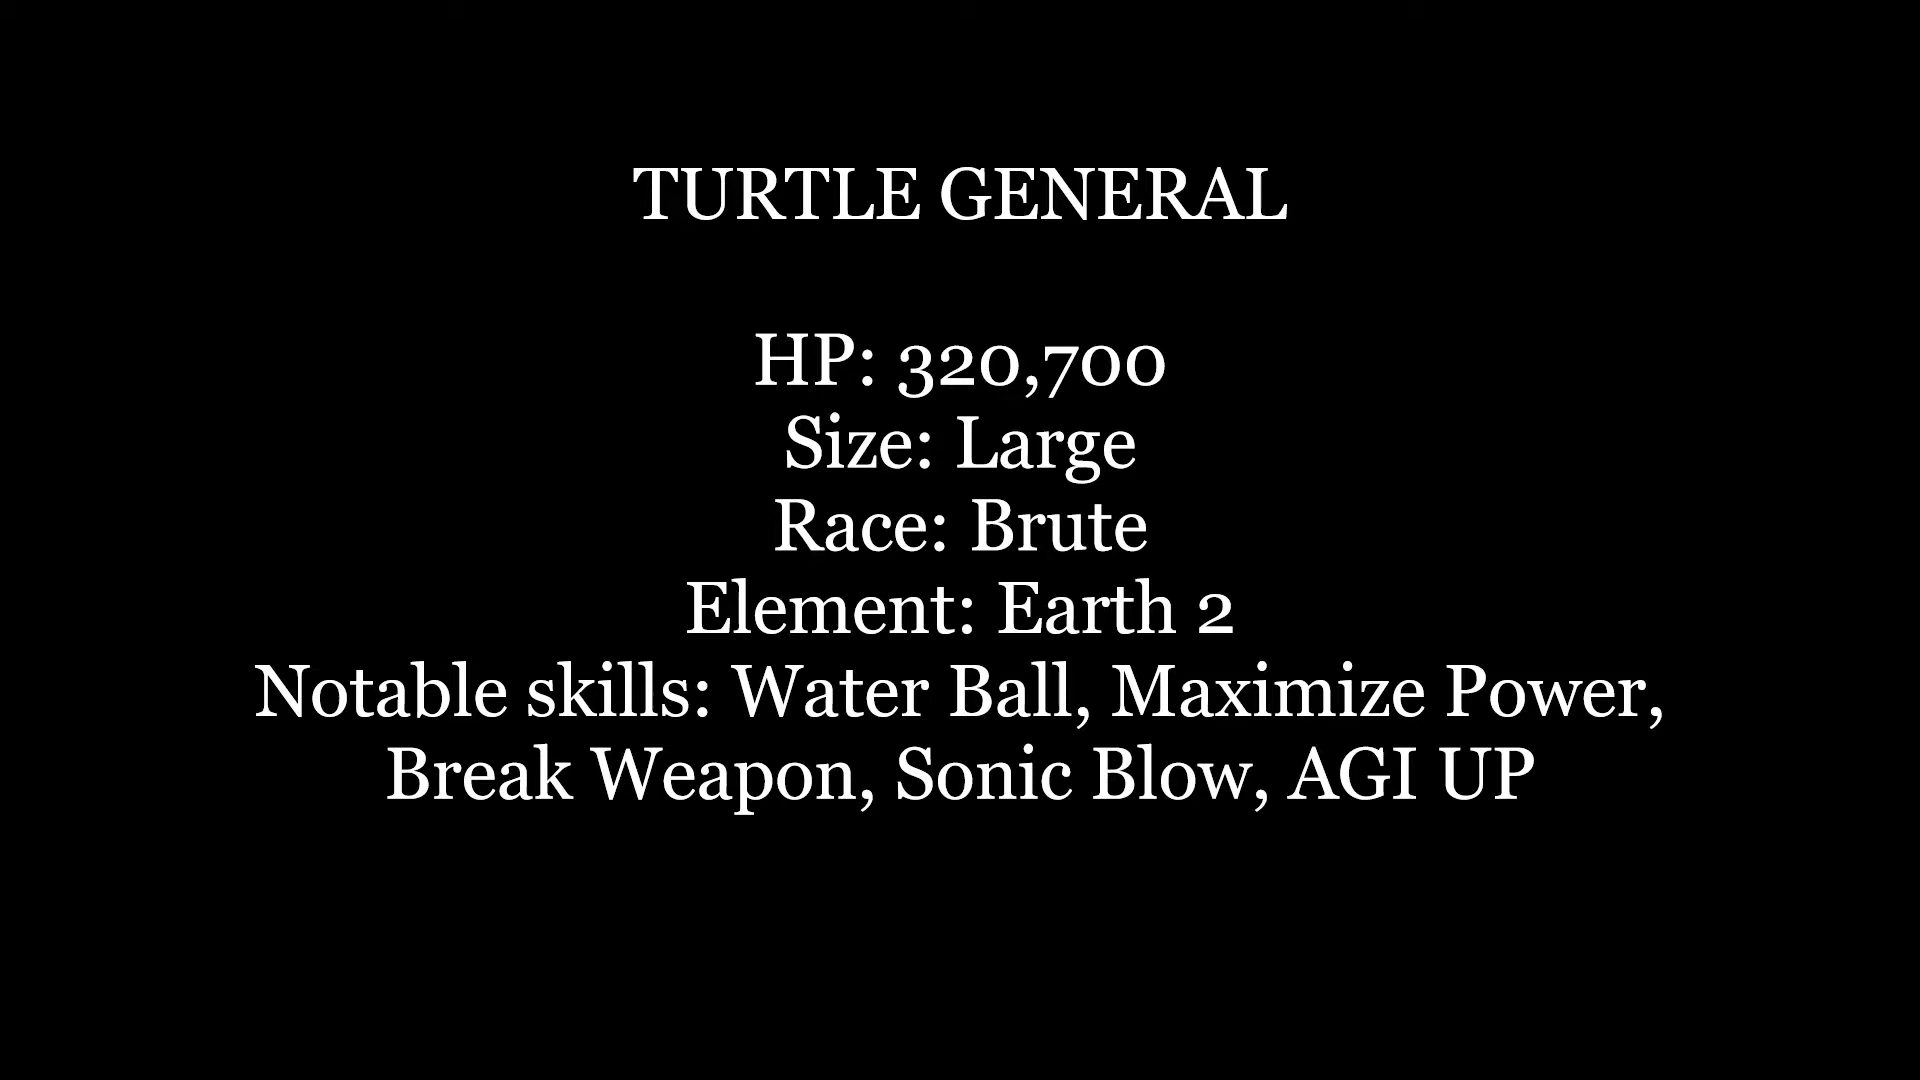 TURTLE GENERAL
HP: 320,700
Size: Large
Race: Brute
Element: Earth 2
Notable skills: Water Ball, Maximize Power,
Break Weapon, Sonic Blow, AGI UP